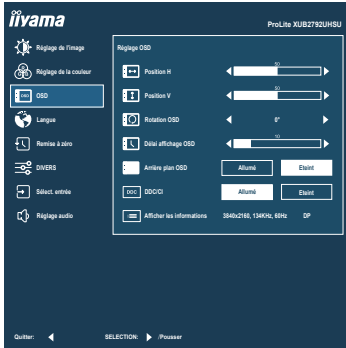 iiyama
ProLite XUB2792UHSU
Réglage de l'image
Réglage de la couleur
OSD
OSD
Langue
Remise à zéro
DIVERS
Sélect. entrée
Réglage audio
Réglage OSD
Position H
50
Position V
50
Rotation OSD
0°
Délai affichage OSD
10
Arrière plan OSD
Allumé
Eteint
DDC
DDC/CI
Allumé
Eteint
Afficher les informations
3840x2160, 134KHz, 60Hz
DP
Quitter:
SELECTION:
/Pousser